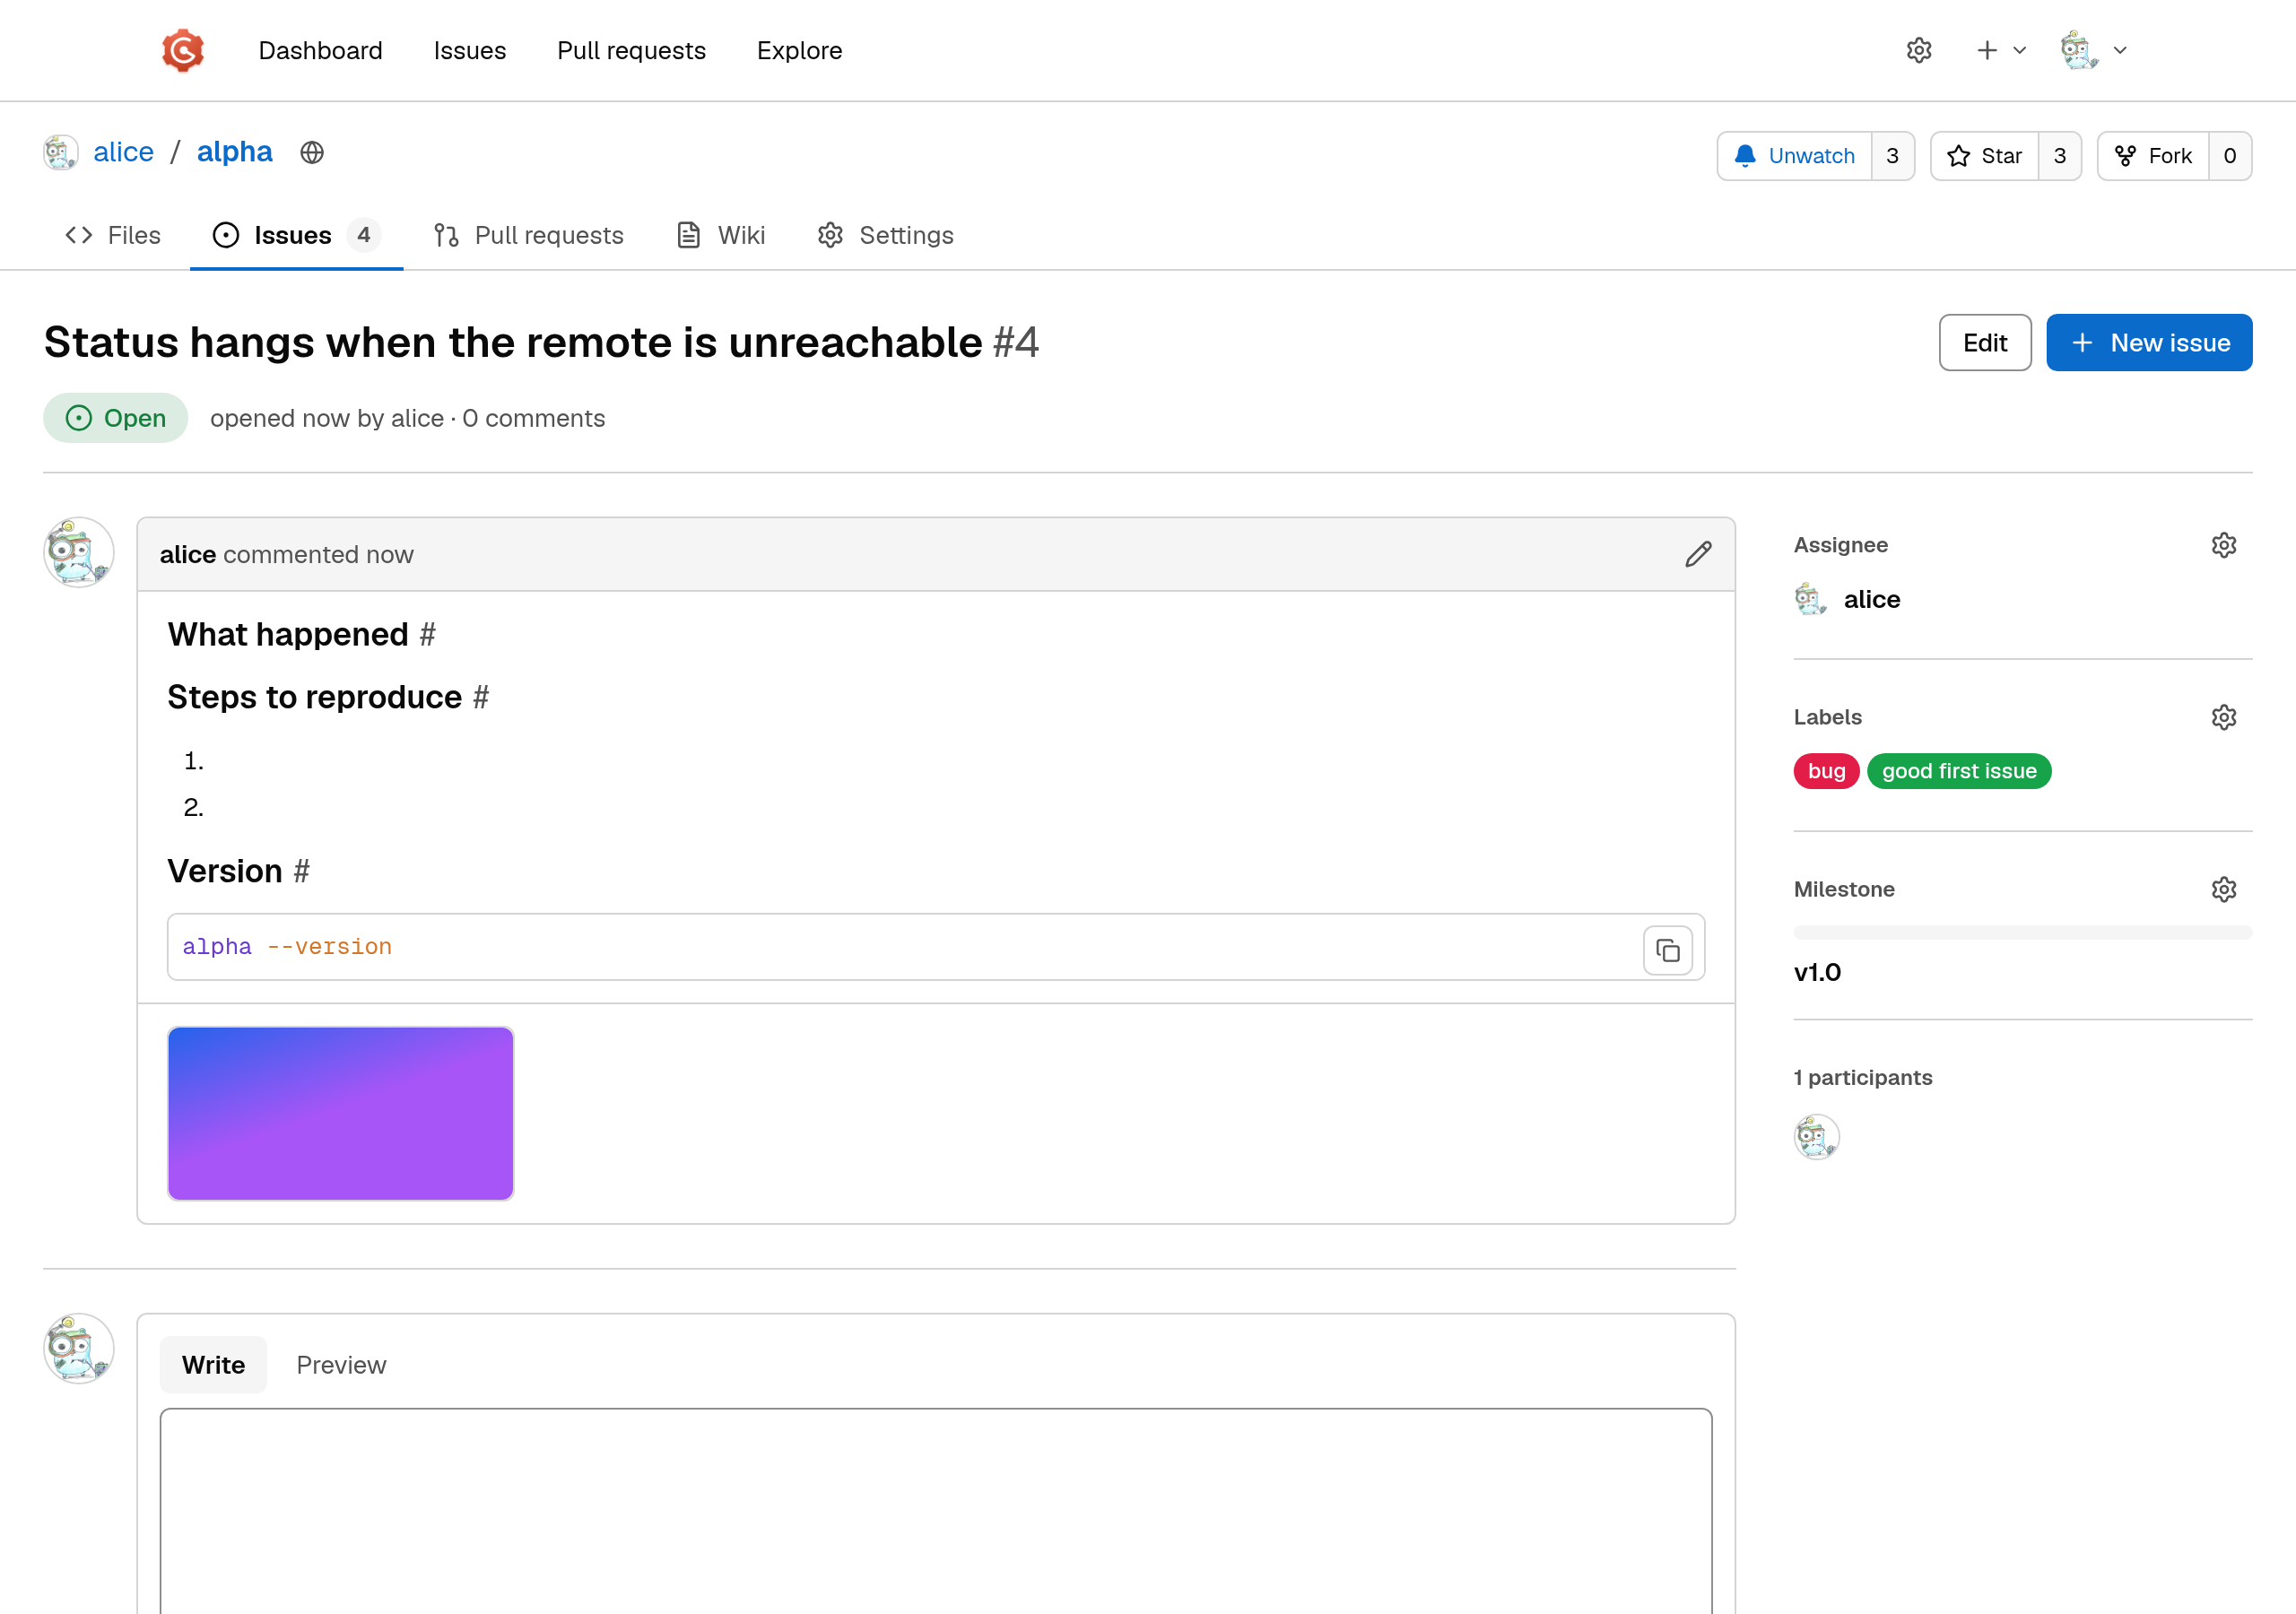 Dashboard Issues Pull requests Explore
alice / alpha
Unwatch 3 Star 3 Fork 0
Files Issues 4 Pull requests Wiki Settings
Status hangs when the remote is unreachable #4
Edit New issue
Open opened now by alice · 0 comments
alice commented now
What happened #
Steps to reproduce #
1.
2.
Version #
alpha --version
Assignee
alice
Labels
bug good first issue
Milestone
v1.0
1 participants
Write Preview